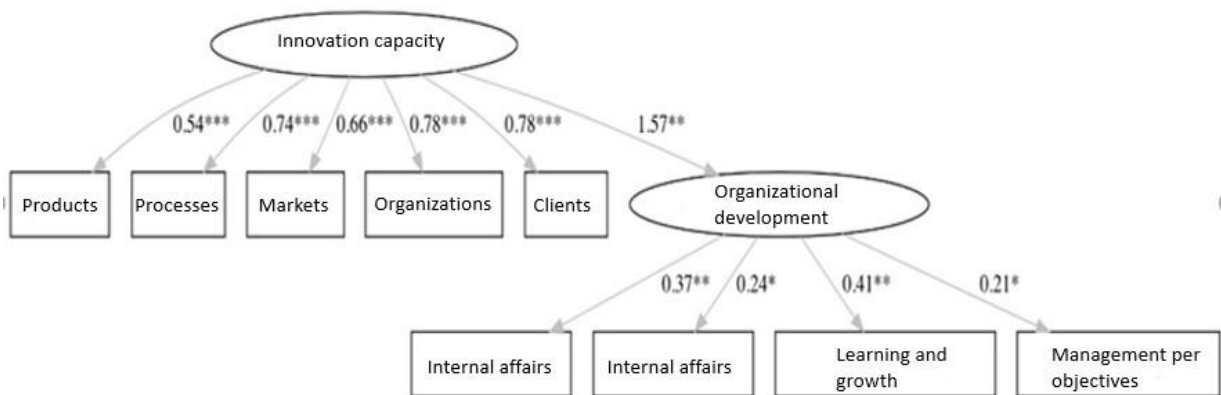 Innovation capacity
0.54*** 0.74*** 0.66*** 0.78*** 0.78*** 1.57**
Products Processes Markets Organizations Clients
Organizational
development
0.37** 0.24* 0.41** 0.21*
Internal affairs
Internal affairs
Learning and
growth
Management per
objectives